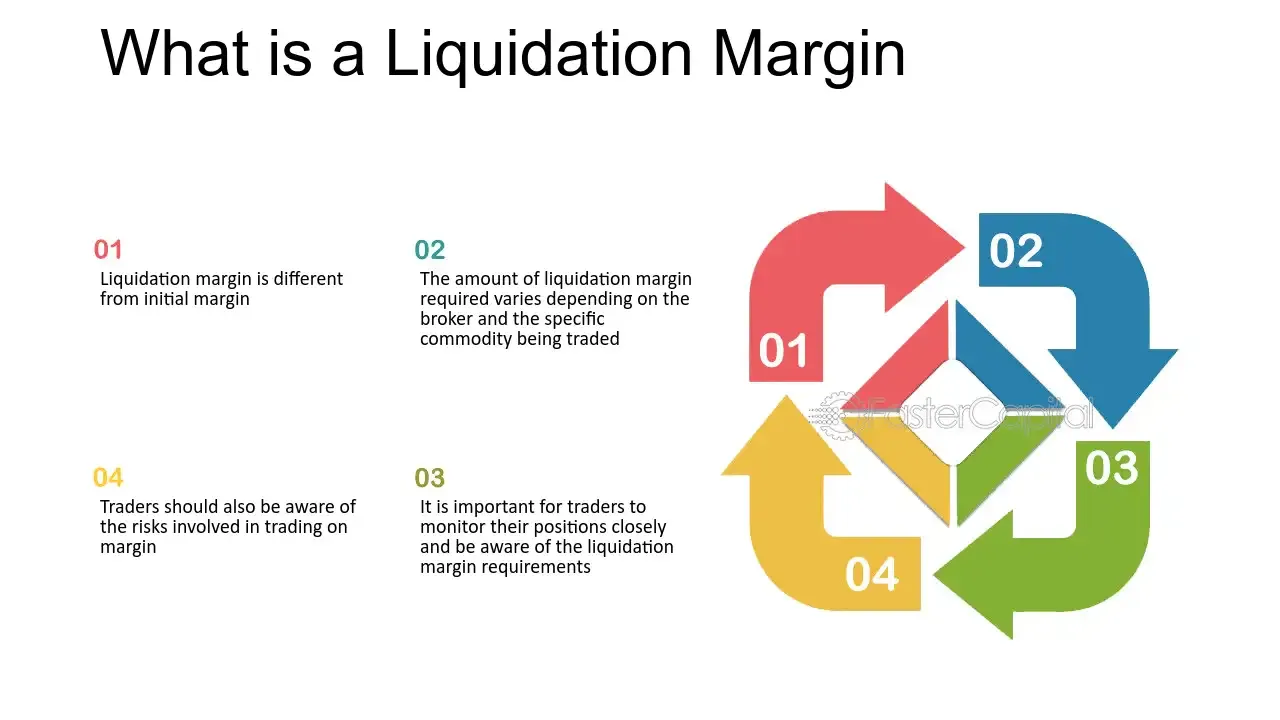 What is a Liquidation Margin
01
Liquidation margin is different
from initial margin
02
The amount of liquidation margin
required varies depending on the
broker and the specific
commodity being traded
04
Traders should also be aware of
the risks involved in trading on
margin
03
It is important for traders to
monitor their positions closely
and be aware of the liquidation
margin requirements
01
02
03
04
FasterCapital